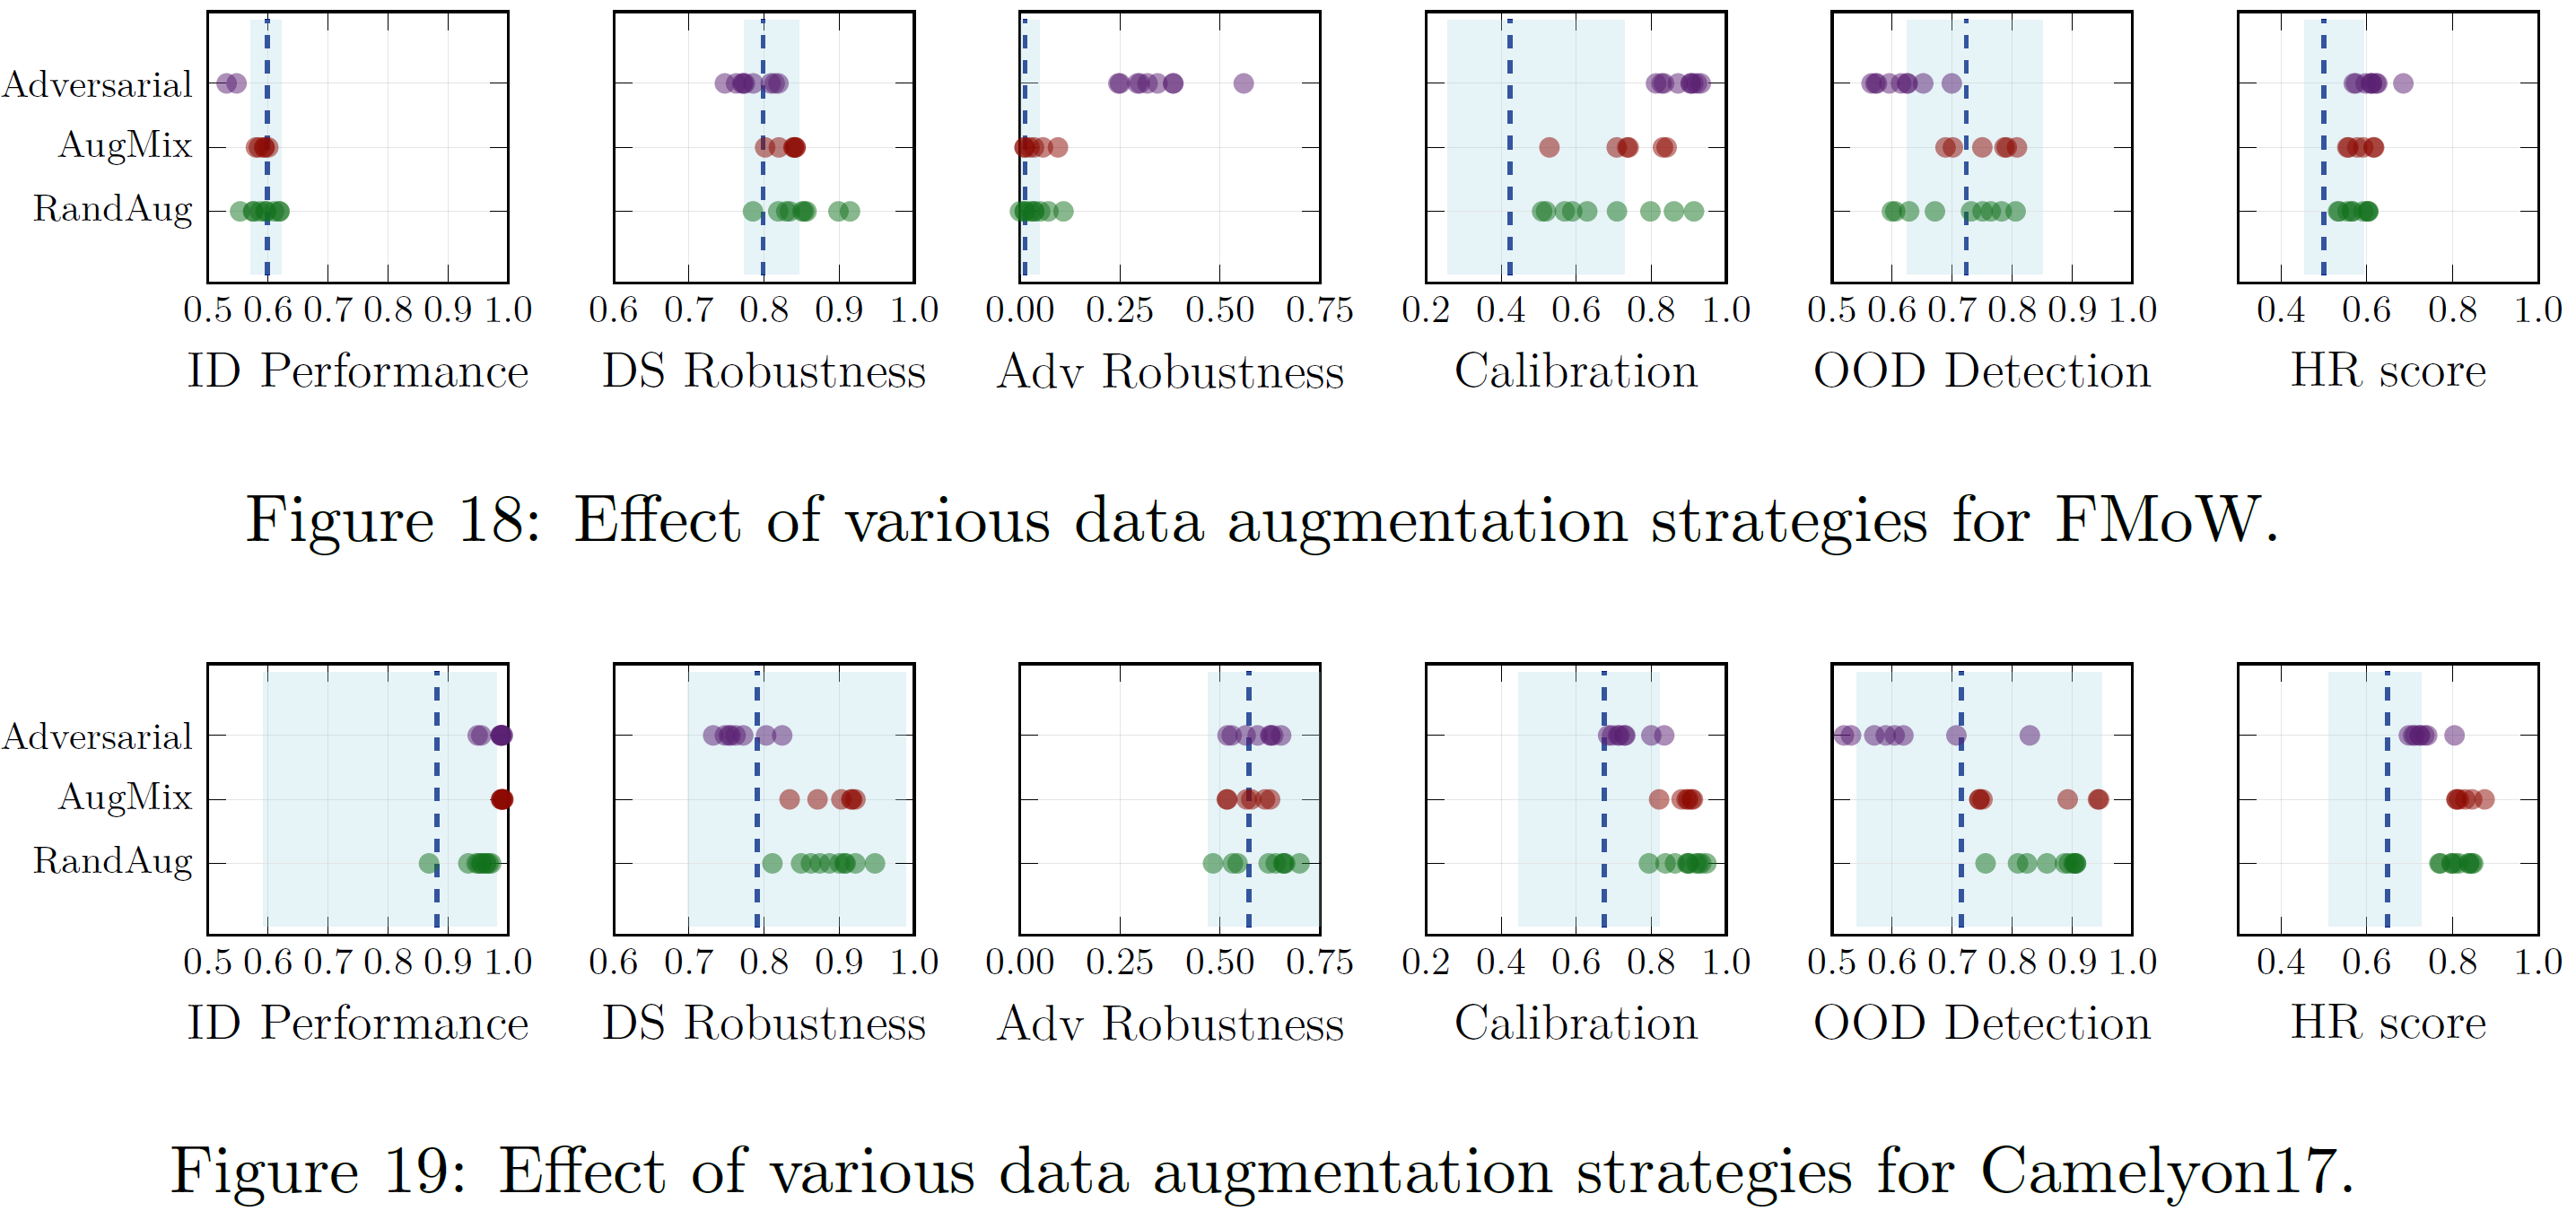 Adversarial
AugMix
RandAug
0.5 0.6 0.7 0.8 0.9 1.0
0.6 0.7 0.8 0.9 1.0
0.00 0.25 0.50 0.75
0.2 0.4 0.6 0.8 1.0
0.5 0.6 0.7 0.8 0.9 1.0
0.4 0.6 0.8 1.0
ID Performance
DS Robustness
Adv Robustness
Calibration
OOD Detection
HR score
Figure 18: Effect of various data augmentation strategies for FMoW.
Adversarial
AugMix
RandAug
0.5 0.6 0.7 0.8 0.9 1.0
0.6 0.7 0.8 0.9 1.0
0.00 0.25 0.50 0.75
0.2 0.4 0.6 0.8 1.0
0.5 0.6 0.7 0.8 0.9 1.0
0.4 0.6 0.8 1.0
ID Performance
DS Robustness
Adv Robustness
Calibration
OOD Detection
HR score
Figure 19: Effect of various data augmentation strategies for Camelyon17.